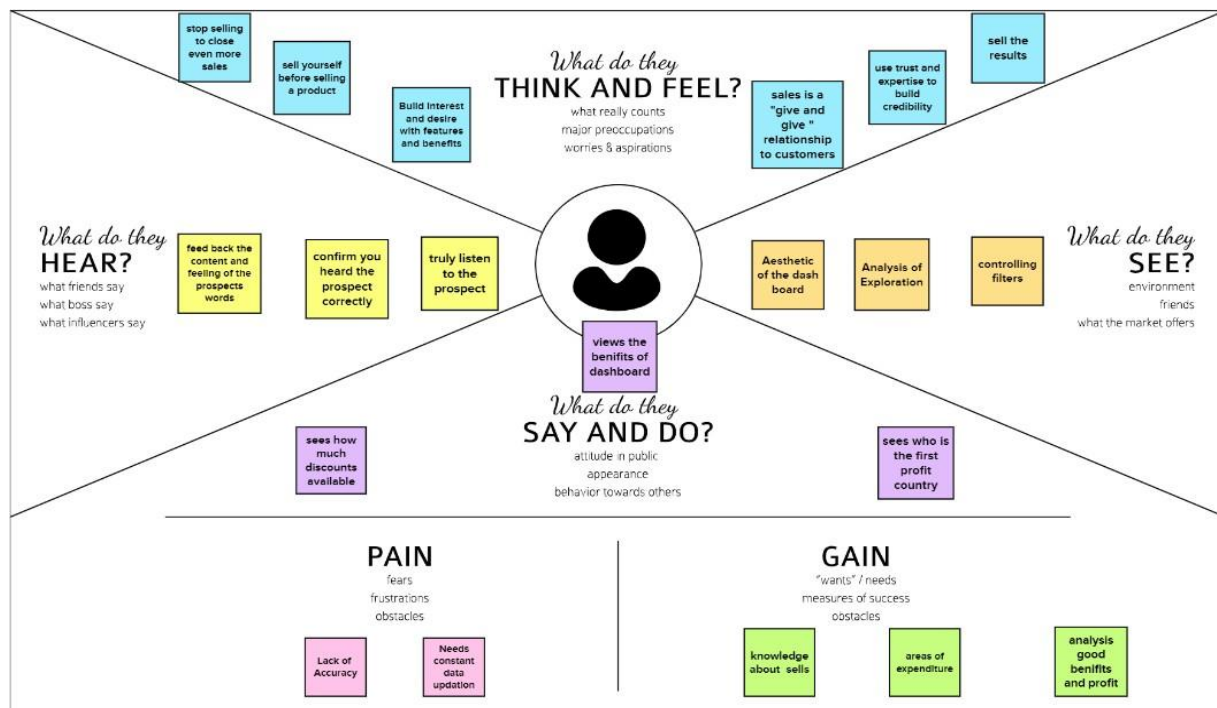 stop selling
to close
even more
sales
sell yourself
before selling
a product
Build Interest
and desire
with features
and benefits
What do they
THINK AND FEEL?
what really counts
major preoccupations
worries & aspirations
sales is a
"give and
give "
relationship
to customers
use trust and
expertise to
build
credibility
sell the
results
What do they
HEAR?
what friends say
what boss say
what influencers say
feed back the
content and
feeling of the
prospects
words
confirm you
heard the
prospect
correctly
truly listen
to the
prospect
Aesthetic
of the dash
board
Analysis of
Exploration
controlling
filters
What do they
SEE?
environment
friends
what the market offers
views the
benifits of
dashboard
What do they
SAY AND DO?
attitude in public
appearance
behavior towards others
sees how
much
discounts
available
sees who is
the first
profit
country
PAIN
fears
frustrations
obstacles
Lack of
Accuracy
Needs
constant
data
updation
GAIN
"wants" / needs
measures of success
obstacles
knowledge
about sells
areas of
expenditure
analysis
good
benifits
and profit